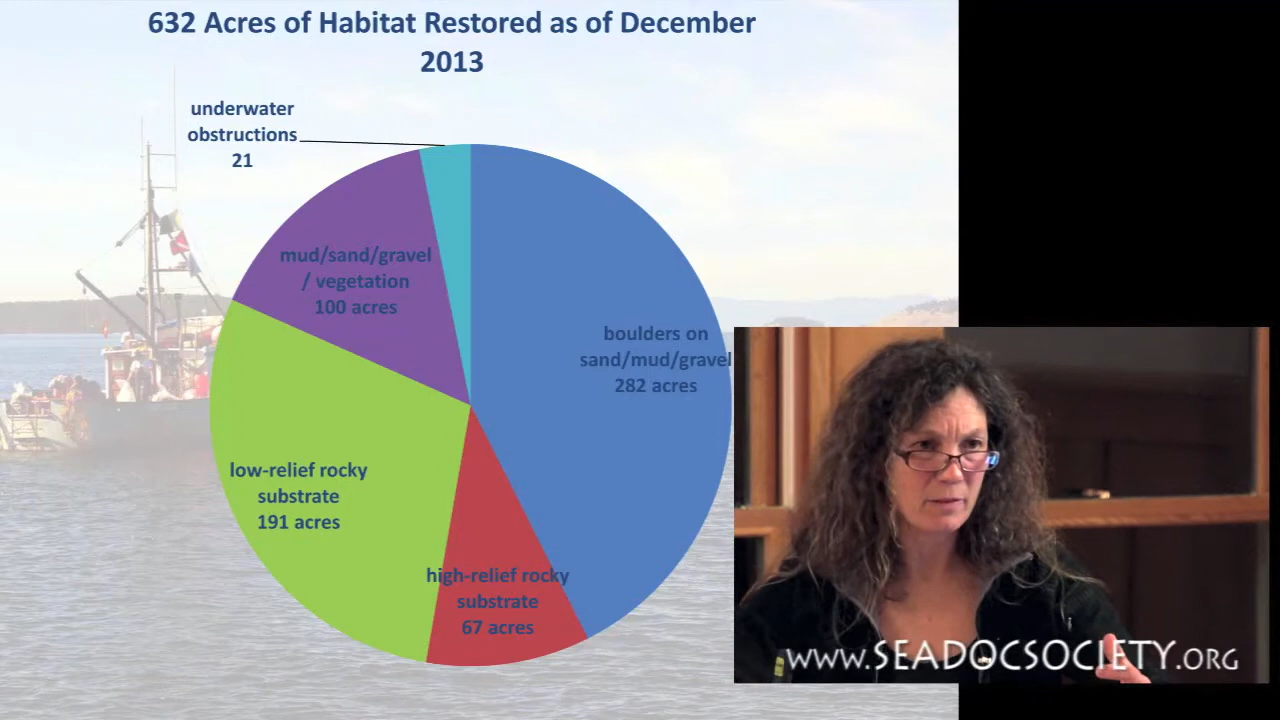 632 Acres of Habitat Restored as of December
2013
underwater
obstructions
21
mud/sand/gravel
/ vegetation
100 acres
boulders on
sand/mud/gravel
282 acres
low-relief rocky
substrate
191 acres
high-relief rocky
substrate
67 acres
www.SEADOCSOCIETY.ORG